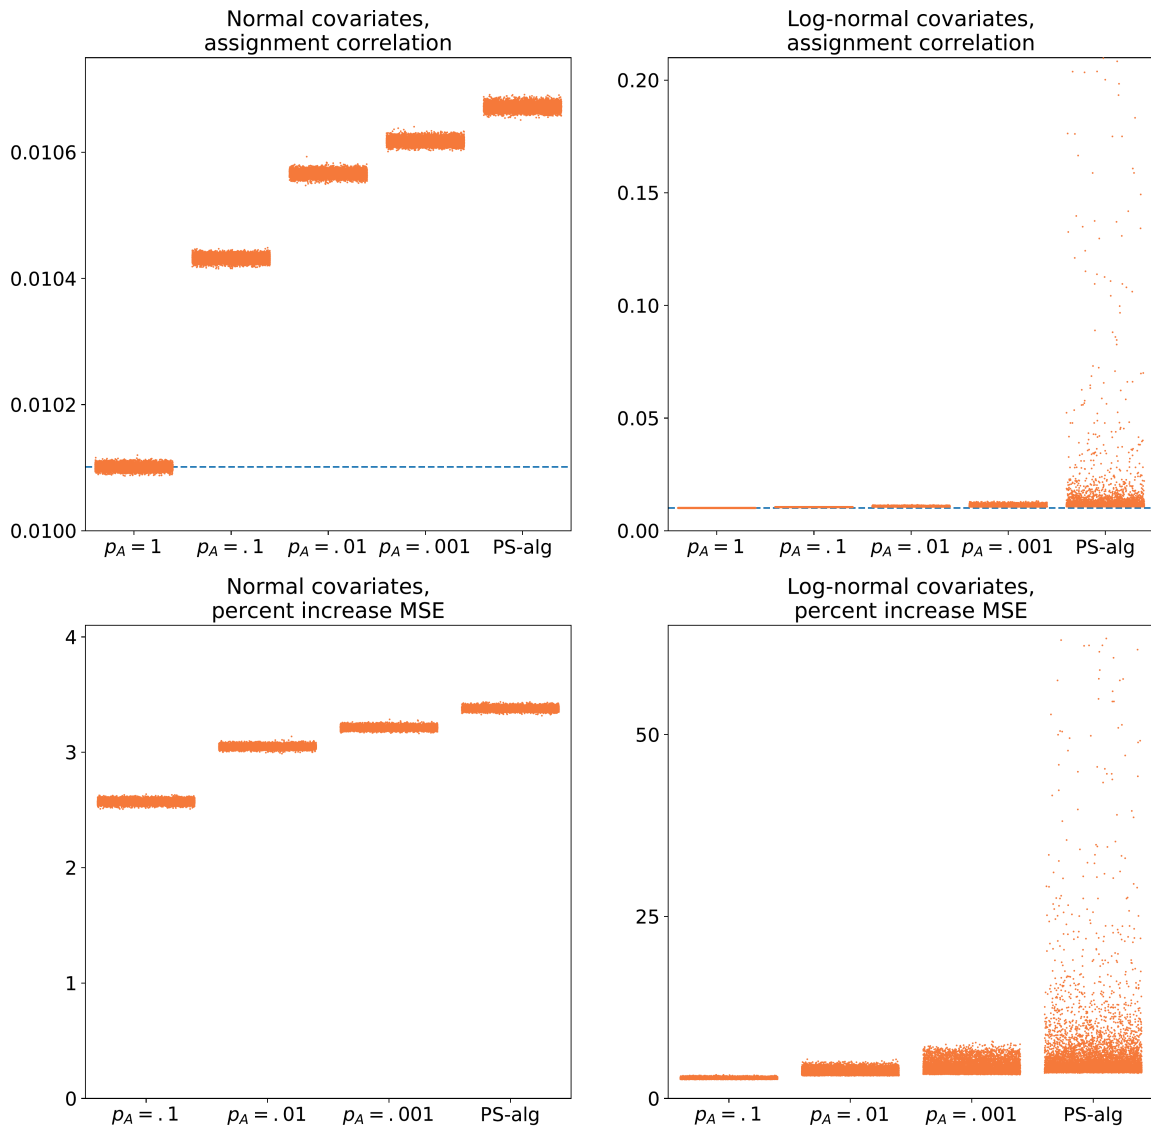 Normal covariates,
assignment correlation
0.0106
0.0104
0.0102
0.0100
p_A = 1
p_A = .1
p_A = .01
p_A = .001
PS-alg
Log-normal covariates,
assignment correlation
0.20
0.15
0.10
0.05
0.00
p_A = 1
p_A = .1
p_A = .01
p_A = .001
PS-alg
Normal covariates,
percent increase MSE
4
3
2
1
0
p_A = .1
p_A = .01
p_A = .001
PS-alg
Log-normal covariates,
percent increase MSE
50
25
0
p_A = .1
p_A = .01
p_A = .001
PS-alg